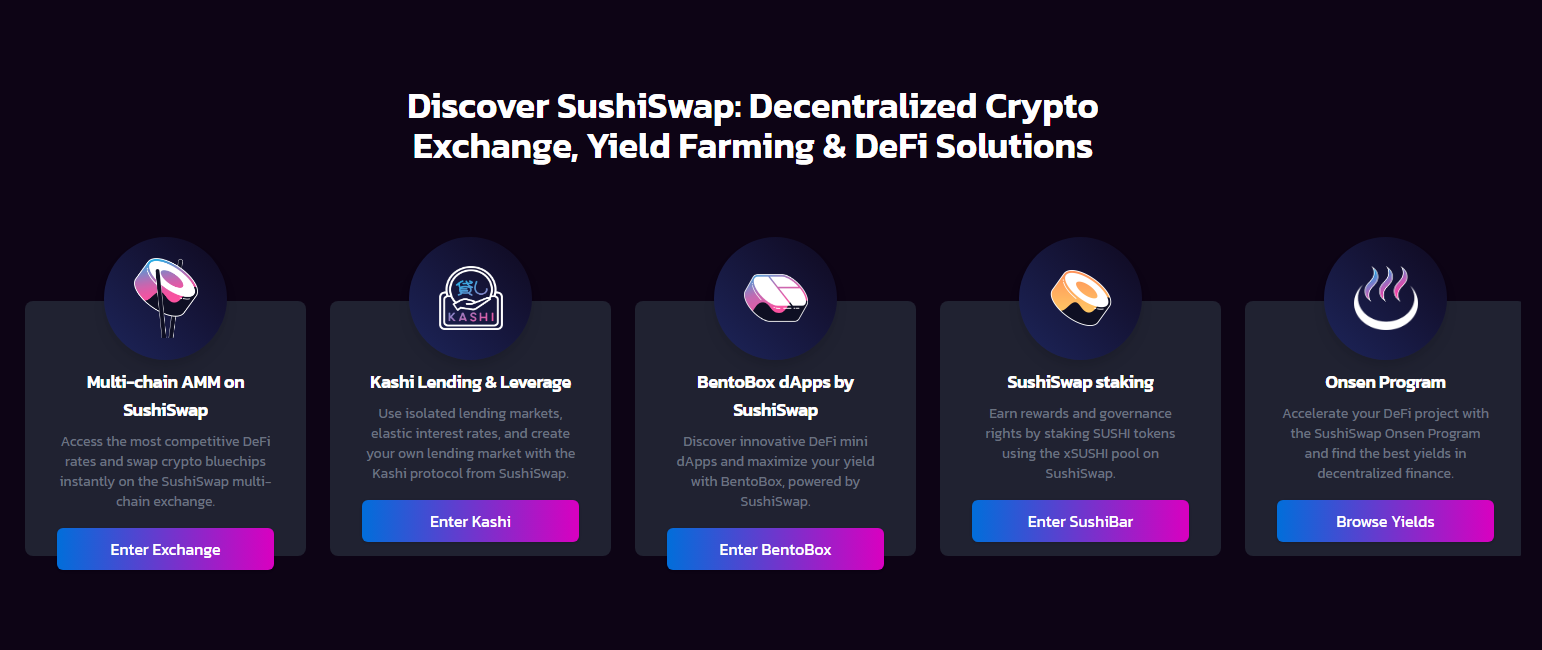 Discover SushiSwap: Decentralized Crypto
Exchange, Yield Farming & DeFi Solutions
Multi-chain AMM on
SushiSwap
Access the most competitive DeFi
rates and swap crypto bluechips
instantly on the SushiSwap multi-
chain exchange.
Enter Exchange
貸し
KASHI
Kashi Lending & Leverage
Use isolated lending markets,
elastic interest rates, and create
your own lending market with the
Kashi protocol from SushiSwap.
Enter Kashi
BentoBox dApps by
SushiSwap
Discover innovative DeFi mini
dApps and maximize your yield
with BentoBox, powered by
SushiSwap.
Enter BentoBox
SushiSwap staking
Earn rewards and governance
rights by staking SUSHI tokens
using the xSUSHI pool on
SushiSwap.
Enter SushiBar
Onsen Program
Accelerate your DeFi project with
the SushiSwap Onsen Program
and find the best yields in
decentralized finance.
Browse Yields